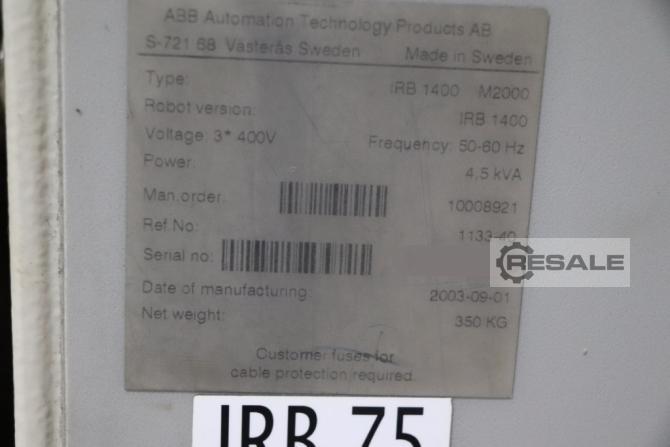 ABB Automation Technology Products AB
S-721 68 Västerås Sweden Made in Sweden
Type: IRB 1400 M2000
Robot version: IRB 1400
Voltage: 3* 400V Frequency: 50-60 Hz
Power: 4,5 kVA
Man.order: 10008921
Ref.No: 1133-40
Serial no:
RESALE
Date of manufacturing: 2003-09-01
Net weight: 350 KG
Customer fuses for
cable protection required
IRB 75